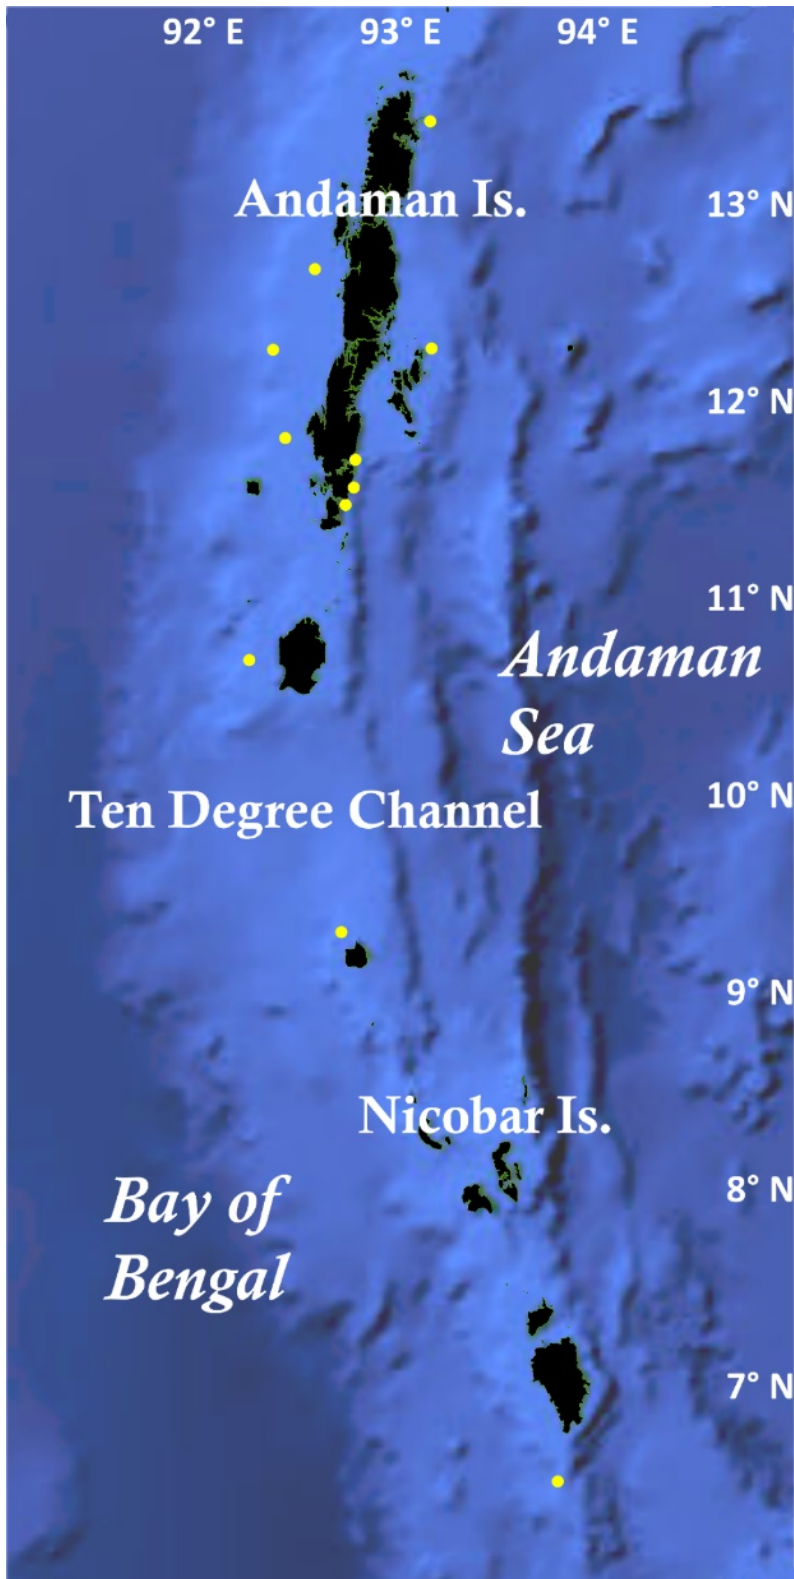 92° E 93° E 94° E
Andaman Is.
13° N
12° N
11° N
Andaman
Sea
10° N
Ten Degree Channel
9° N
Nicobar Is.
8° N
Bay of
Bengal
7° N